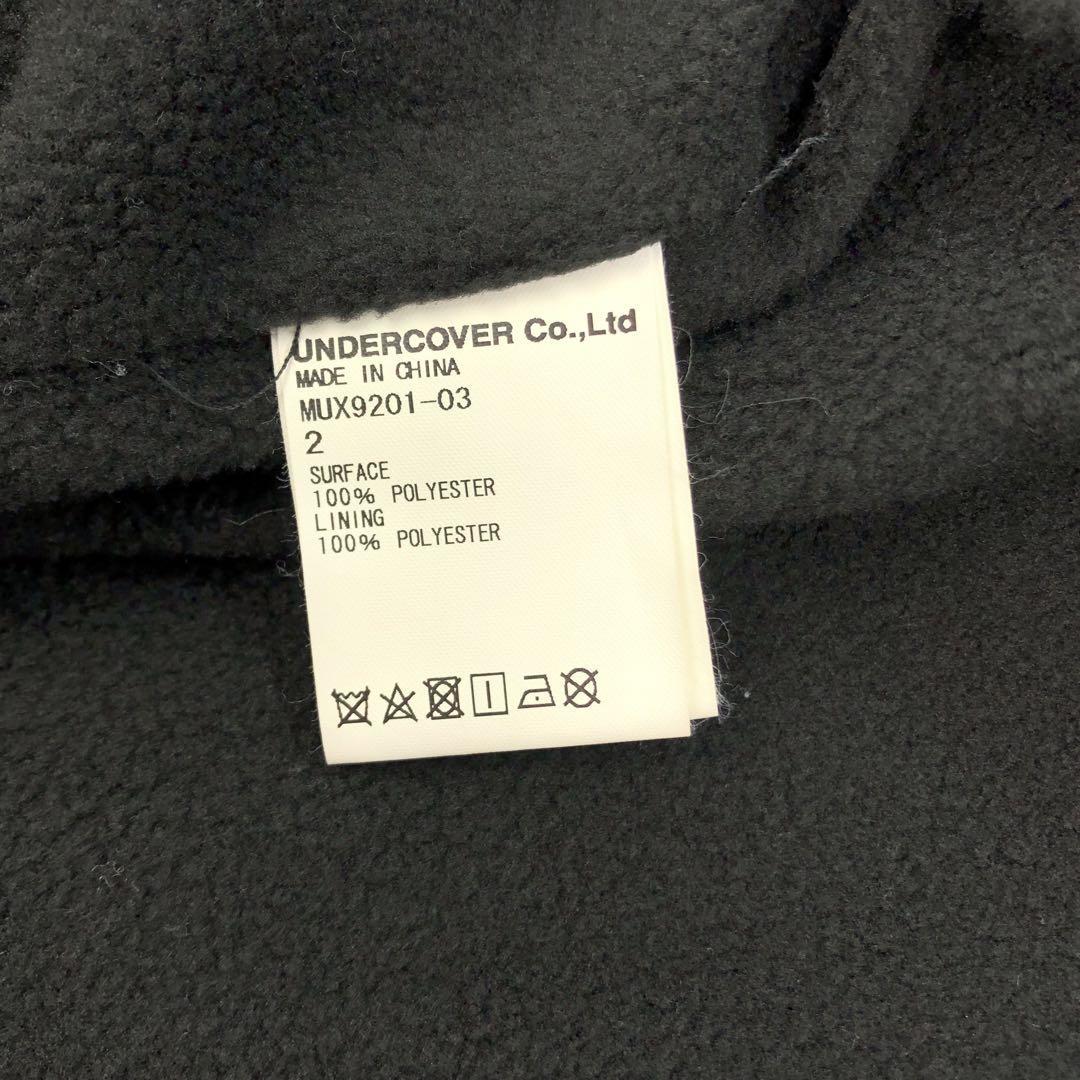 UNDERCOVER Co.,Ltd
MADE IN CHINA
MUX9201-03
2
SURFACE
100% POLYESTER
LINING
100% POLYESTER